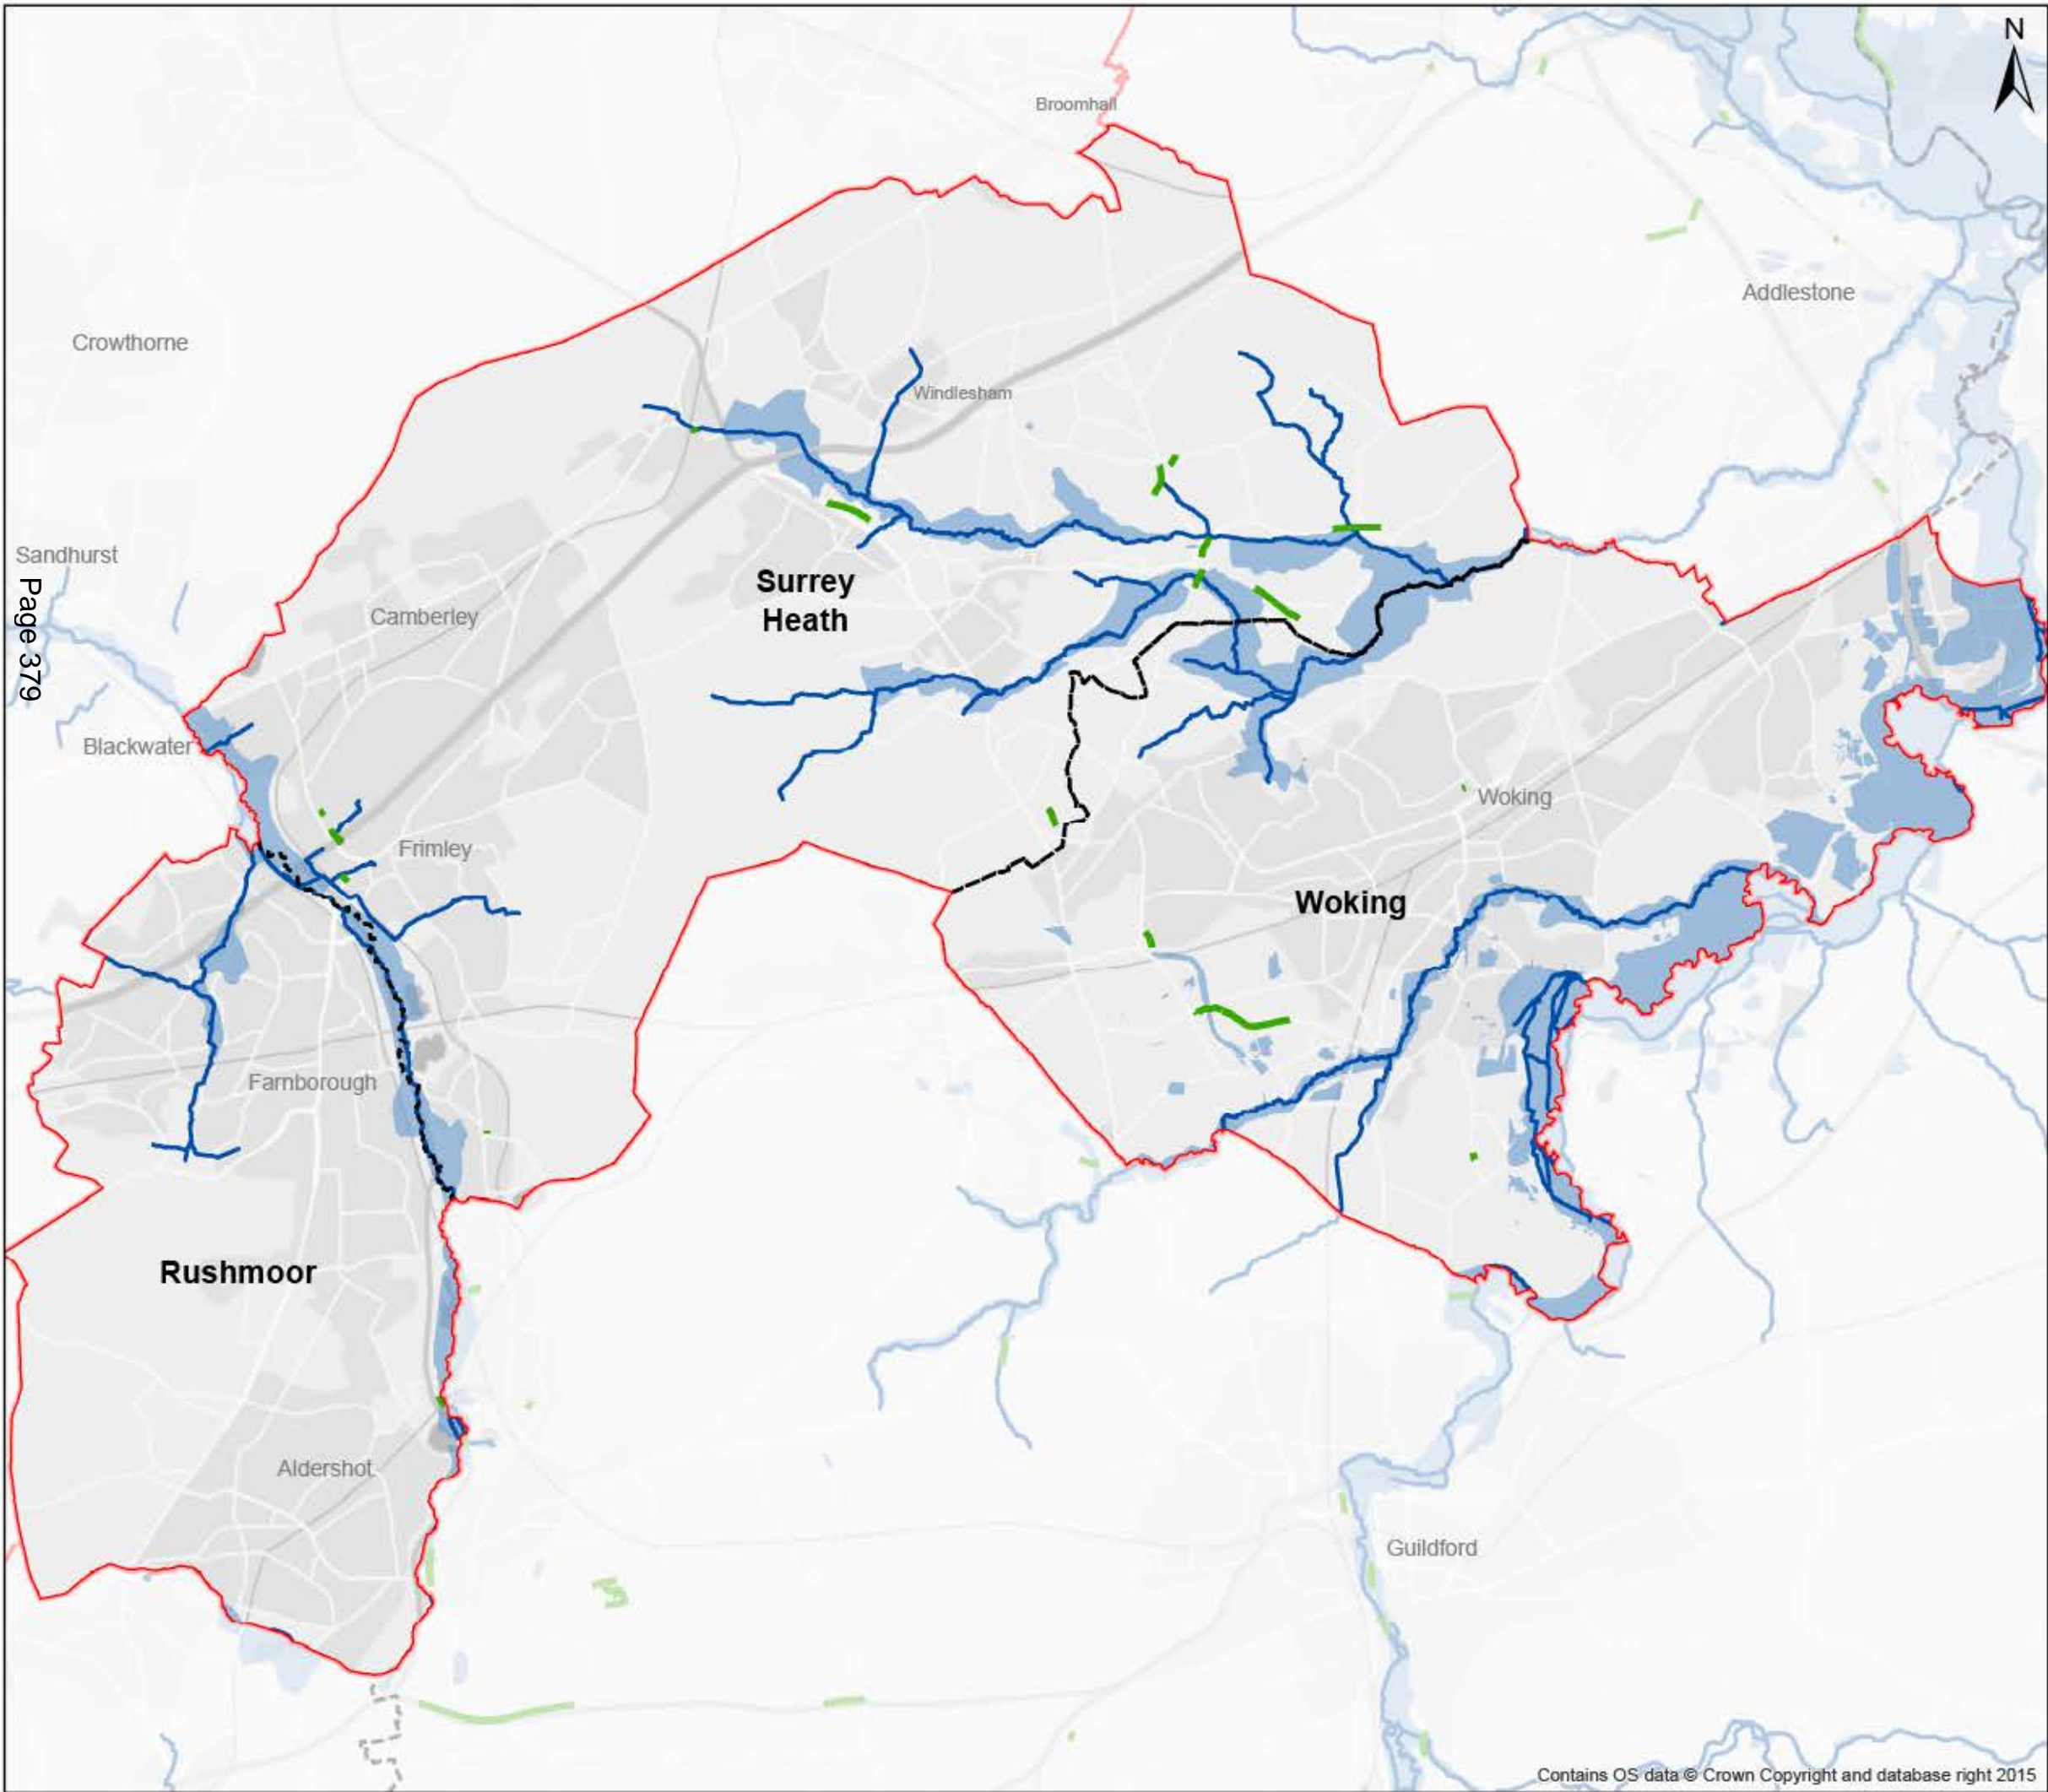 N
Broomhall
Addlestone
Crowthorne
Windlesham
Sandhurst
Page 379
Surrey
Heath
Camberley
Blackwater
Woking
Frimley
Woking
Farnborough
Rushmoor
Aldershot
Guildford
Contains OS data © Crown Copyright and database right 2015